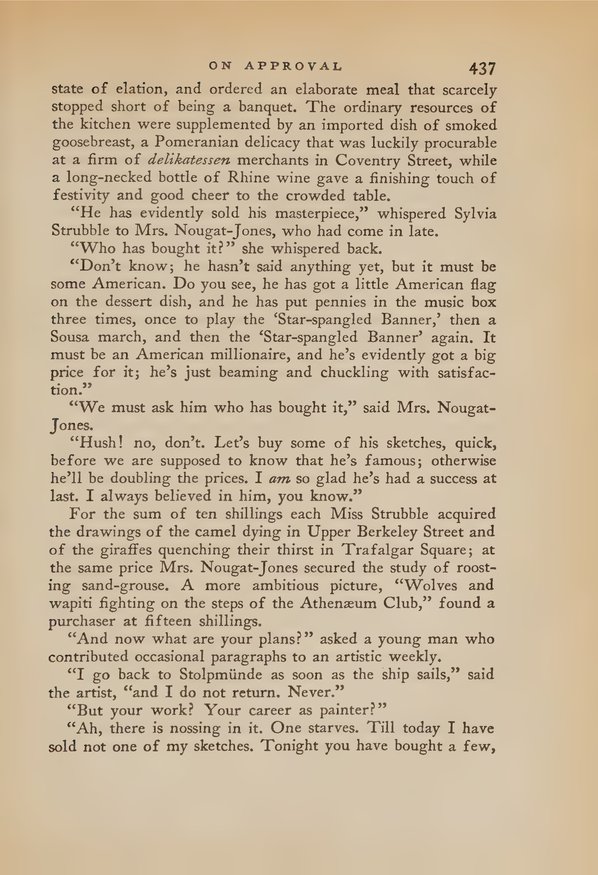 ON APPROVAL 437
state of elation, and ordered an elaborate meal that scarcely
stopped short of being a banquet. The ordinary resources of
the kitchen were supplemented by an imported dish of smoked
goosebreast, a Pomeranian delicacy that was luckily procurable
at a firm of delikatessen merchants in Coventry Street, while
a long-necked bottle of Rhine wine gave a finishing touch of
festivity and good cheer to the crowded table.
“He has evidently sold his masterpiece,” whispered Sylvia
Strubble to Mrs. Nougat-Jones, who had come in late.
“Who has bought it?” she whispered back.
“Don’t know; he hasn’t said anything yet, but it must be
some American. Do you see, he has got a little American flag
on the dessert dish, and he has put pennies in the music box
three times, once to play the ‘Star-spangled Banner,’ then a
Sousa march, and then the ‘Star-spangled Banner’ again. It
must be an American millionaire, and he’s evidently got a big
price for it; he’s just beaming and chuckling with satisfac-
tion.”
“We must ask him who has bought it,” said Mrs. Nougat-
Jones.
“Hush! no, don’t. Let’s buy some of his sketches, quick,
before we are supposed to know that he’s famous; otherwise
he’ll be doubling the prices. I am so glad he’s had a success at
last. I always believed in him, you know.”
For the sum of ten shillings each Miss Strubble acquired
the drawings of the camel dying in Upper Berkeley Street and
of the giraffes quenching their thirst in Trafalgar Square; at
the same price Mrs. Nougat-Jones secured the study of roost-
ing sand-grouse. A more ambitious picture, “Wolves and
wapiti fighting on the steps of the Athenæum Club,” found a
purchaser at fifteen shillings.
“And now what are your plans?” asked a young man who
contributed occasional paragraphs to an artistic weekly.
“I go back to Stolpmünde as soon as the ship sails,” said
the artist, “and I do not return. Never.”
“But your work? Your career as painter?”
“Ah, there is nossing in it. One starves. Till today I have
sold not one of my sketches. Tonight you have bought a few,